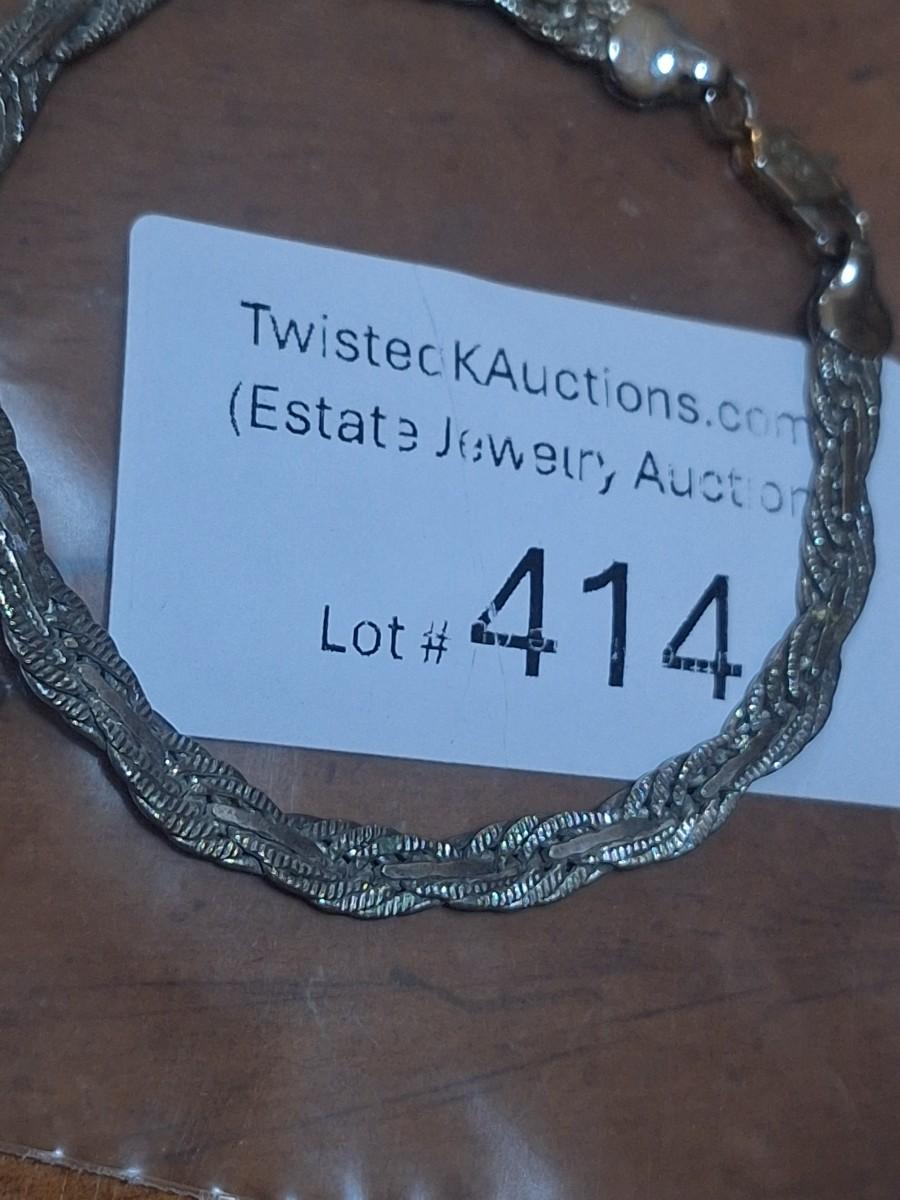 TwistedKAuctions.com
(Estate Jewelry Auction
Lot # 414